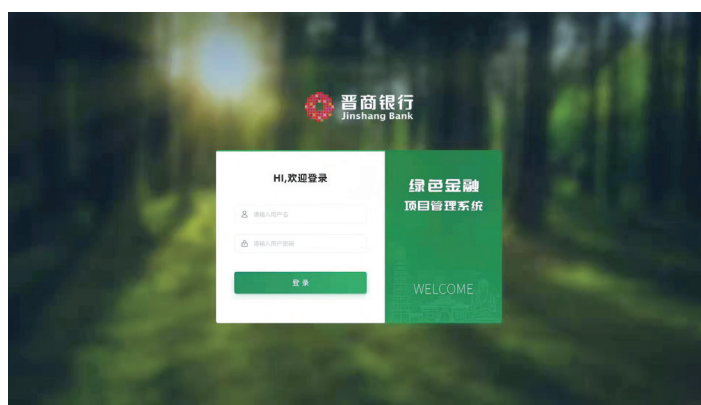 晋商银行
Jinshang Bank
HI,欢迎登录
请输入用户名
请输入用户密码
登 录
绿色金融
项目管理系统
WELCOME